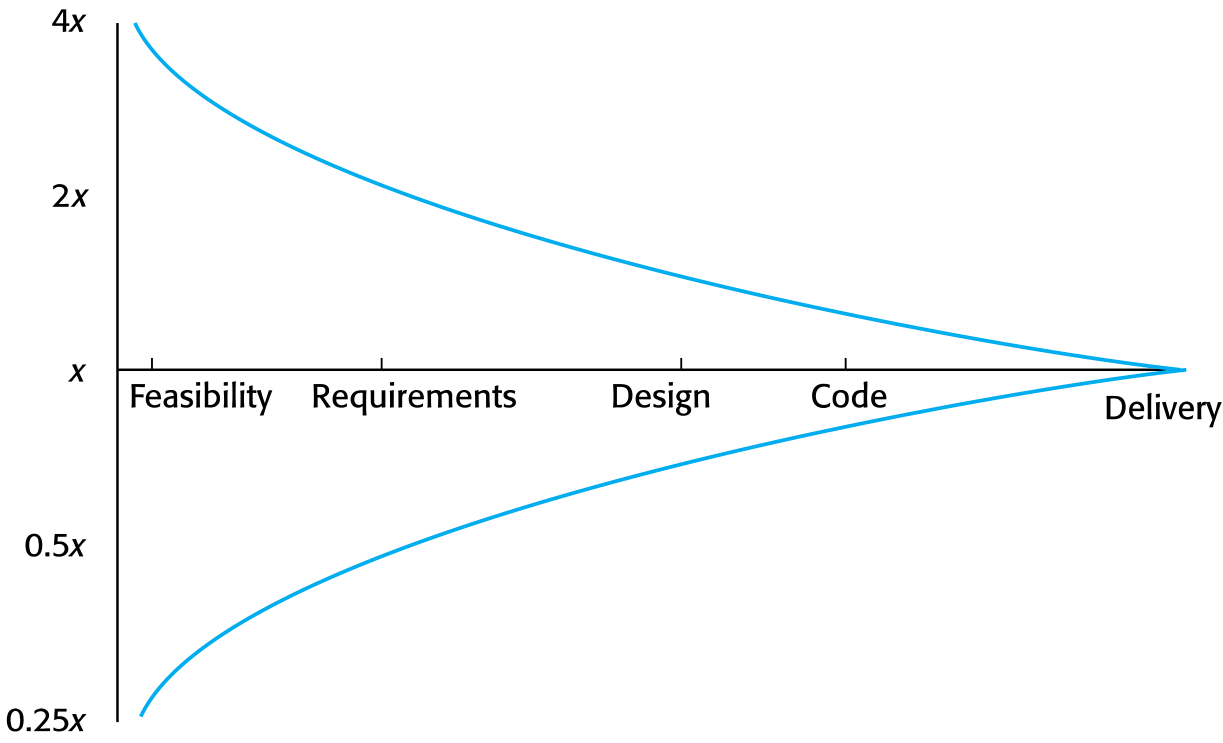 4x
2x
x
Feasibility Requirements Design Code Delivery
0.5x
0.25x